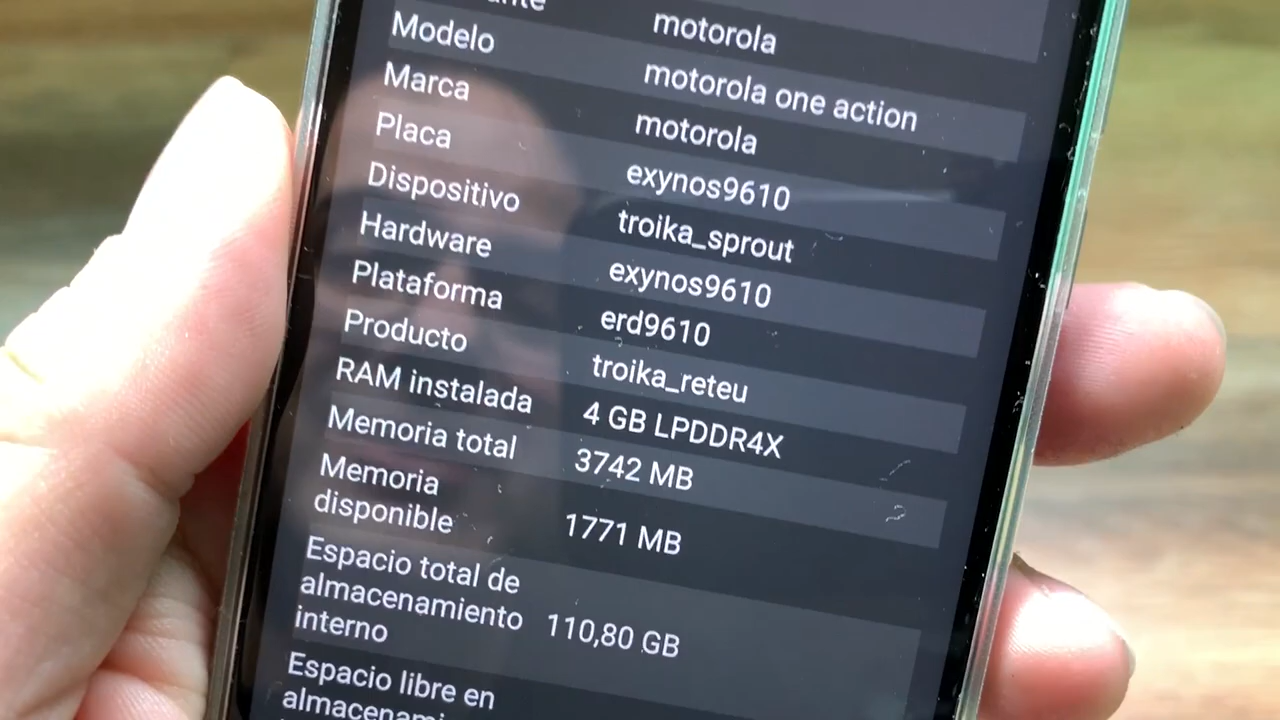 motorola
Modelo motorola one action
Marca motorola
Placa exynos9610
Dispositivo troika_sprout
Hardware exynos9610
Plataforma erd9610
Producto troika_reteu
RAM instalada 4 GB LPDDR4X
Memoria total 3742 MB
Memoria
disponible 1771 MB
Espacio total de
almacenamiento 110,80 GB
interno
Espacio libre en